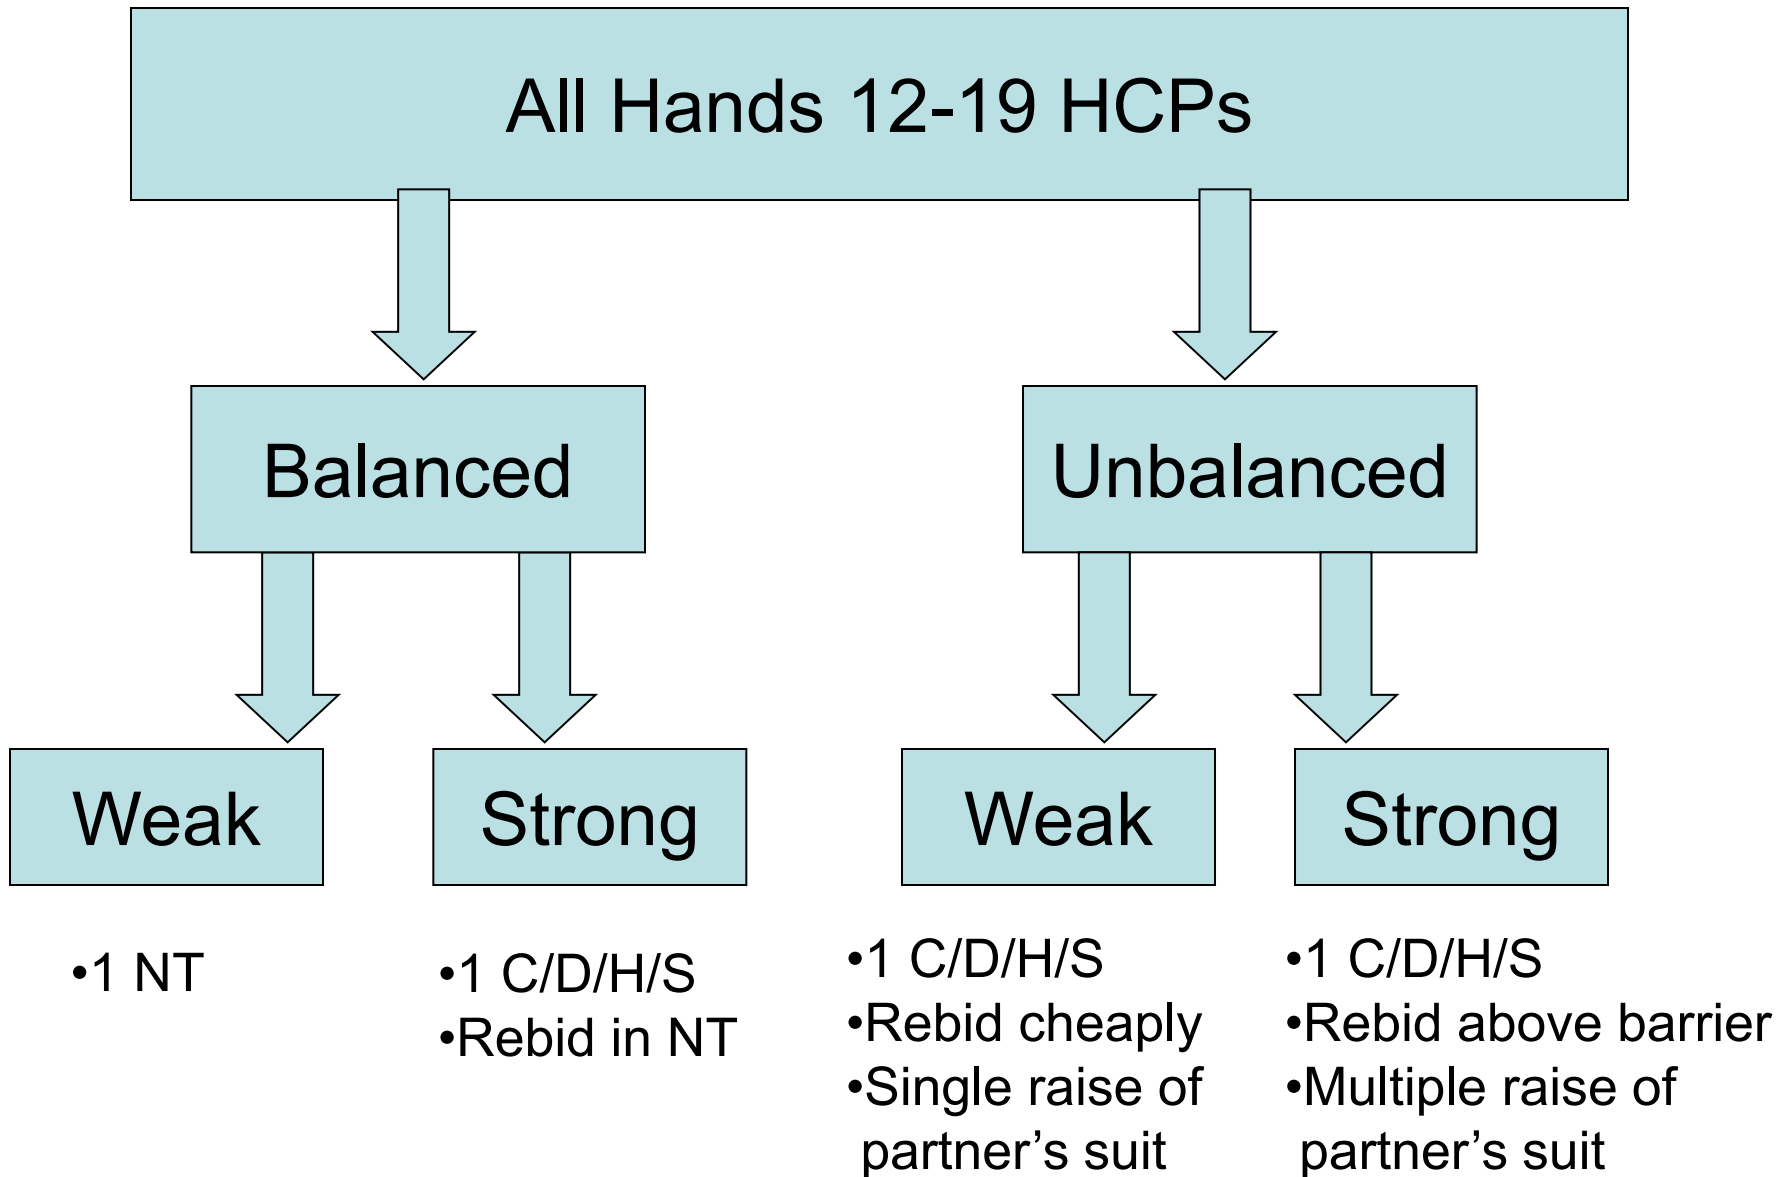 All Hands 12-19 HCPs
Balanced
Unbalanced
Weak
Strong
Weak
Strong
•1 NT
•1 C/D/H/S
•Rebid in NT
•1 C/D/H/S
•Rebid cheaply
•Single raise of
partner’s suit
•1 C/D/H/S
•Rebid above barrier
•Multiple raise of
partner’s suit